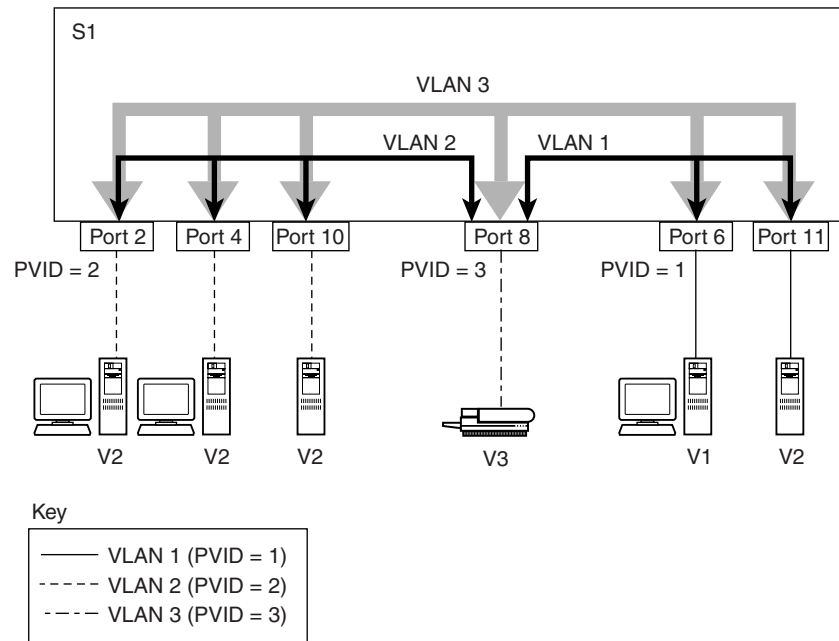 S1
VLAN 3
VLAN 2
VLAN 1
Port 2
Port 4
Port 10
Port 8
Port 6
Port 11
PVID = 2
PVID = 3
PVID = 1
V2
V2
V2
V3
V1
V2
Key
VLAN 1 (PVID = 1)
VLAN 2 (PVID = 2)
VLAN 3 (PVID = 3)